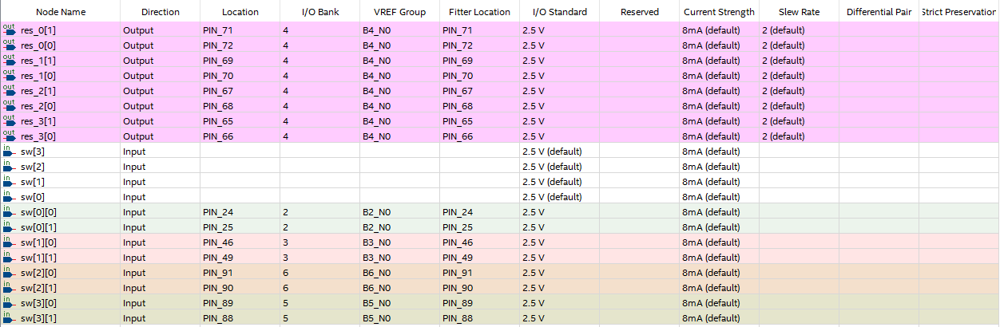 Node Name Direction Location I/O Bank VREF Group Fitter Location I/O Standard Reserved Current Strength Slew Rate Differential Pair Strict Preservation
out res_0[1] Output PIN_71 4 B4_N0 PIN_71 2.5 V 8mA (default) 2 (default)
out res_0[0] Output PIN_72 4 B4_N0 PIN_72 2.5 V 8mA (default) 2 (default)
out res_1[1] Output PIN_69 4 B4_N0 PIN_69 2.5 V 8mA (default) 2 (default)
out res_1[0] Output PIN_70 4 B4_N0 PIN_70 2.5 V 8mA (default) 2 (default)
out res_2[1] Output PIN_67 4 B4_N0 PIN_67 2.5 V 8mA (default) 2 (default)
out res_2[0] Output PIN_68 4 B4_N0 PIN_68 2.5 V 8mA (default) 2 (default)
out res_3[1] Output PIN_65 4 B4_N0 PIN_65 2.5 V 8mA (default) 2 (default)
out res_3[0] Output PIN_66 4 B4_N0 PIN_66 2.5 V 8mA (default) 2 (default)
in sw[3] Input 2.5 V (default) 8mA (default)
in sw[2] Input 2.5 V (default) 8mA (default)
in sw[1] Input 2.5 V (default) 8mA (default)
in sw[0] Input 2.5 V (default) 8mA (default)
in sw[0][0] Input PIN_24 2 B2_N0 PIN_24 2.5 V 8mA (default)
in sw[0][1] Input PIN_25 2 B2_N0 PIN_25 2.5 V 8mA (default)
in sw[1][0] Input PIN_46 3 B3_N0 PIN_46 2.5 V 8mA (default)
in sw[1][1] Input PIN_49 3 B3_N0 PIN_49 2.5 V 8mA (default)
in sw[2][0] Input PIN_91 6 B6_N0 PIN_91 2.5 V 8mA (default)
in sw[2][1] Input PIN_90 6 B6_N0 PIN_90 2.5 V 8mA (default)
in sw[3][0] Input PIN_89 5 B5_N0 PIN_89 2.5 V 8mA (default)
in sw[3][1] Input PIN_88 5 B5_N0 PIN_88 2.5 V 8mA (default)